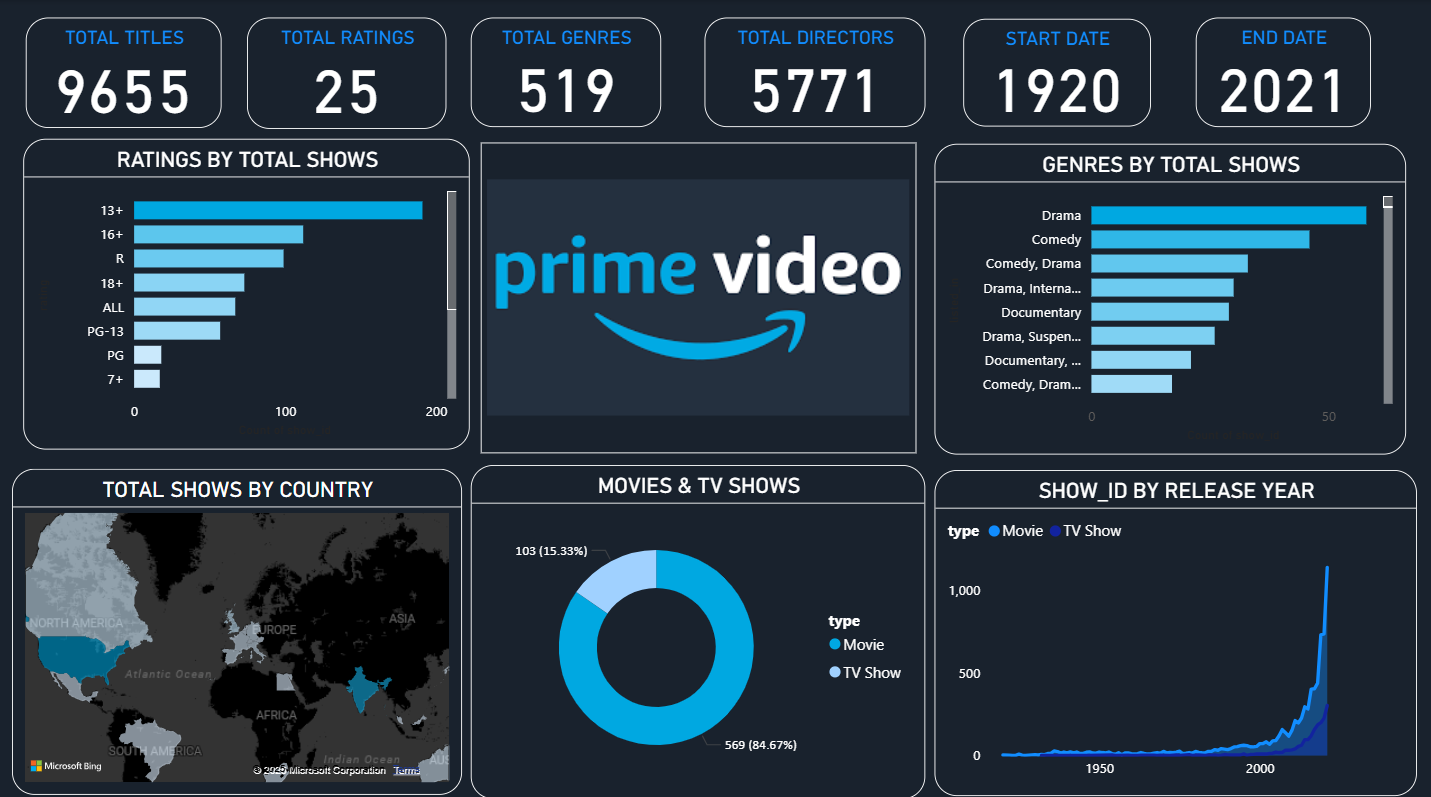 TOTAL TITLES
9655
TOTAL RATINGS
25
TOTAL GENRES
519
TOTAL DIRECTORS
5771
START DATE
1920
END DATE
2021
RATINGS BY TOTAL SHOWS
13+
16+
R
18+
ALL
PG-13
PG
7+
0 100 200
prime video
GENRES BY TOTAL SHOWS
Drama
Comedy
Comedy, Drama
Drama, Interna...
Documentary
Drama, Suspen...
Documentary, ...
Comedy, Dram...
0 50
TOTAL SHOWS BY COUNTRY
NORTH AMERICA
EUROPE
ASIA
Atlantic Ocean
AFRICA
SOUTH AMERICA
Indian Ocean
AUS
Microsoft Bing
Microsoft Corporation Terms
MOVIES & TV SHOWS
103 (15.33%)
type
Movie
TV Show
569 (84.67%)
SHOW_ID BY RELEASE YEAR
type Movie TV Show
1,000
500
0
1950 2000